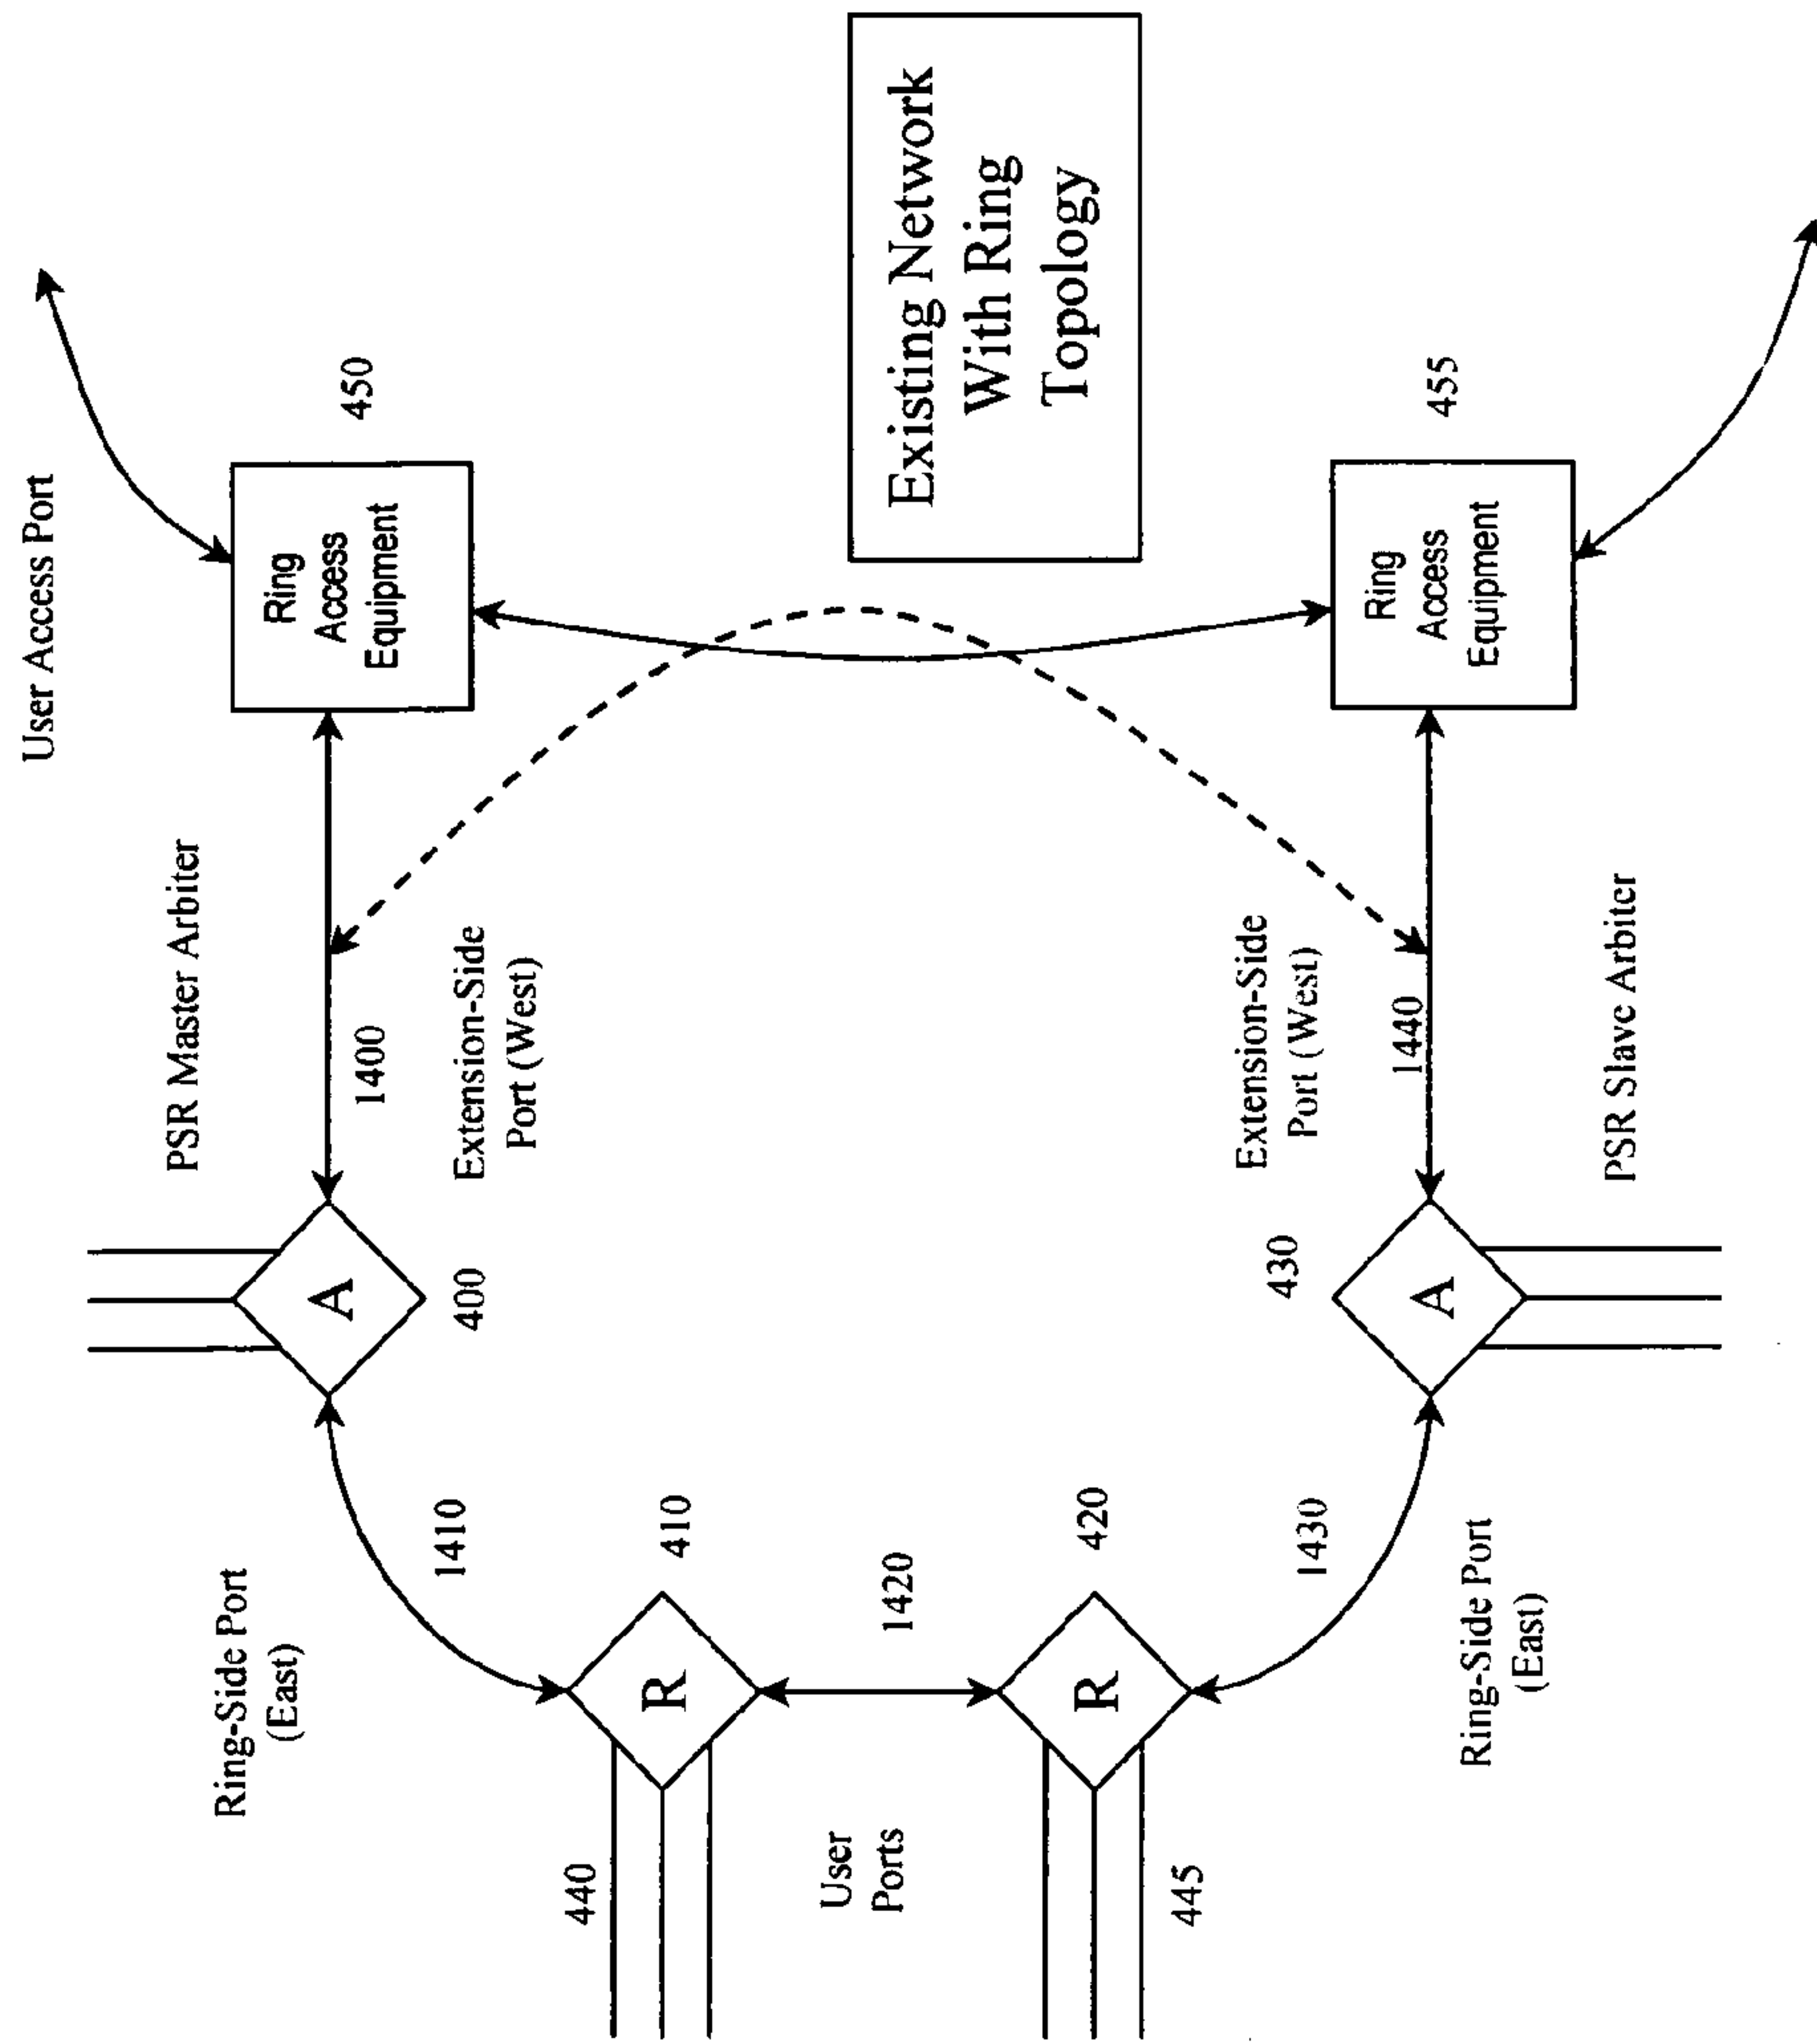 User Access Port
PSR Master Arbiter
Ring-Side Port
(East)
Ring
Access
Equipment
450
A
1400
1410
400
Extension-Side
Port (West)
440
R
410
User
Ports
1420
Existing Network
With Ring
Topology
R
420
445
Extension-Side
Port (West)
430
1430
1440
A
Ring
Access
Equipment
455
Ring-Side Port
(East)
PSR Slave Arbiter